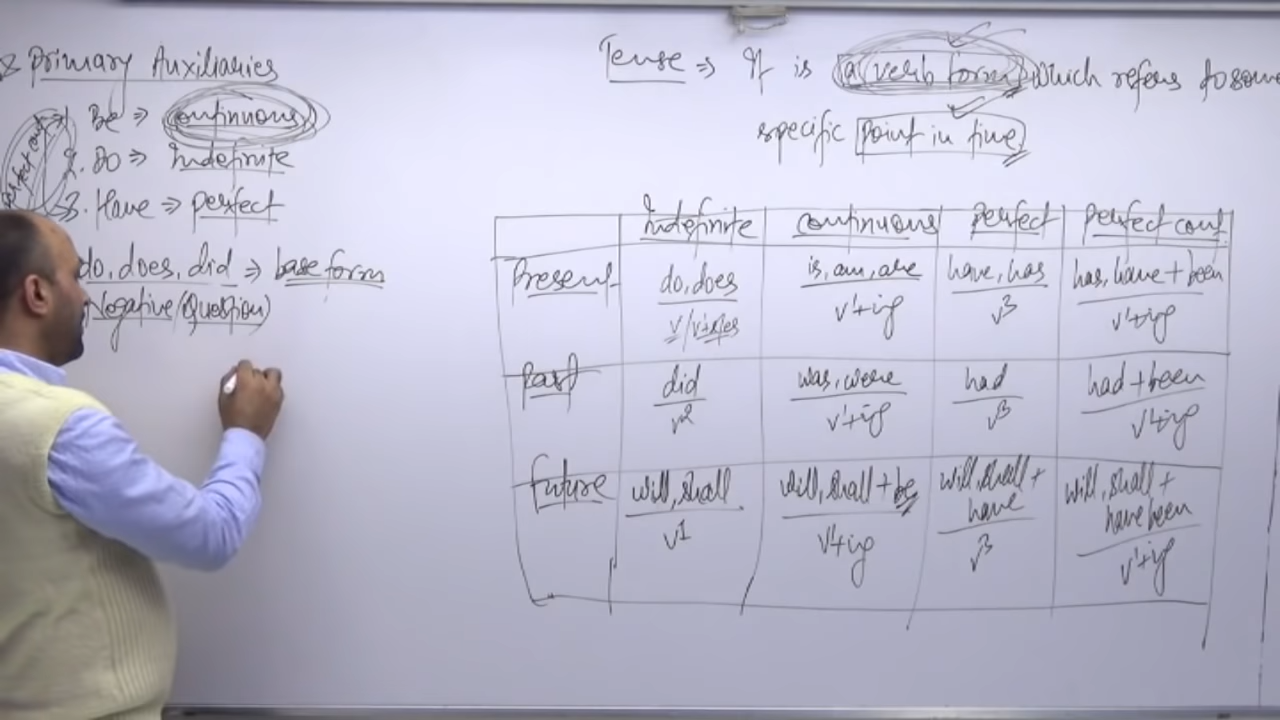 Primary Auxiliaries
1. Be ⇒ continuous
2. Do ⇒ Indefinite
3. Have ⇒ perfect
perfect cont
do, does, did ⇒ base form
Negative/Question)
Tense ⇒ It is a verb form which refers to some
specific point in time
Indefinite continuous perfect perfect cont.
Present do, does is, am, are have, has has, have + been
V1+ing V3 V1+ing
Past did was, were had had + been
V2 V1+ing V3 V1+ing
Future will, shall will, shall + be will, shall + have will, shall + have been
V1 V1+ing V3 V1+ing